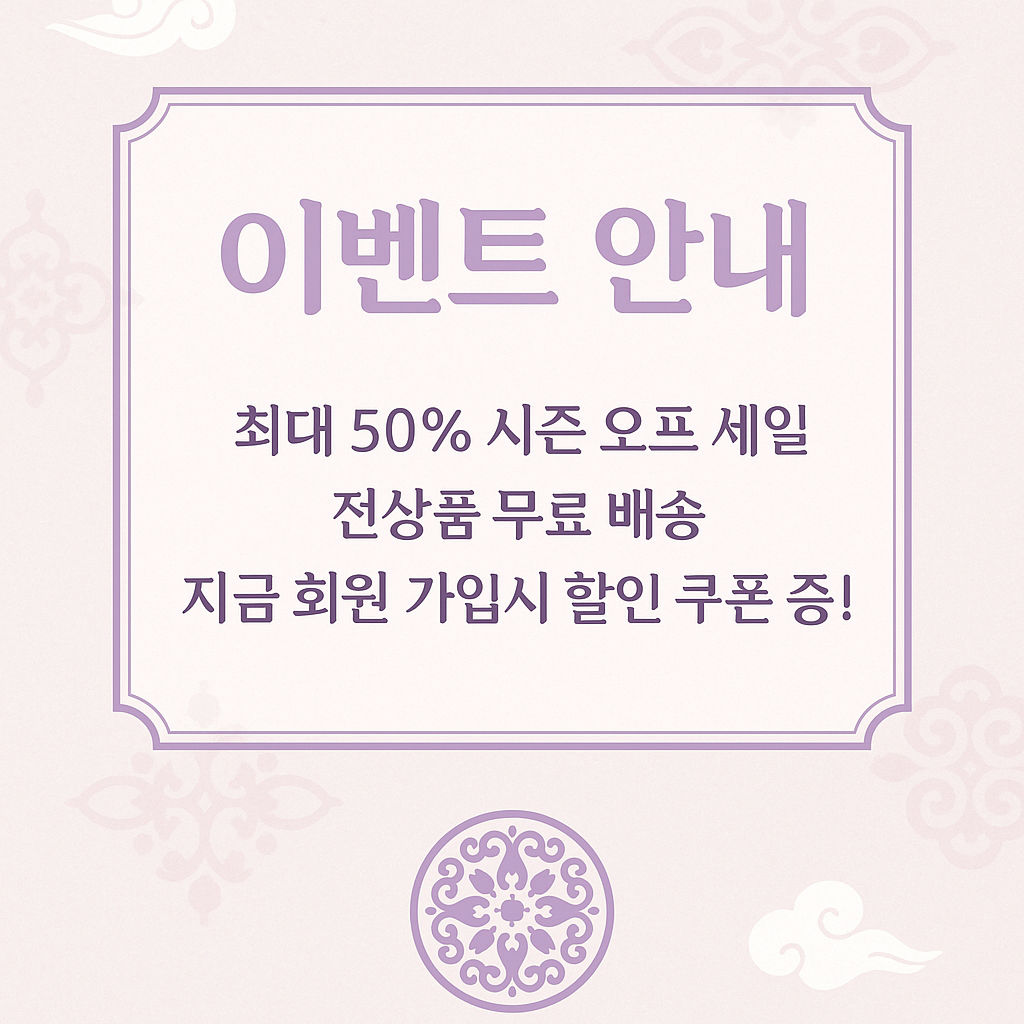 이벤트 안내
최대 50% 시즌 오프 세일
전상품 무료 배송
지금 회원 가입시 할인 쿠폰 증!